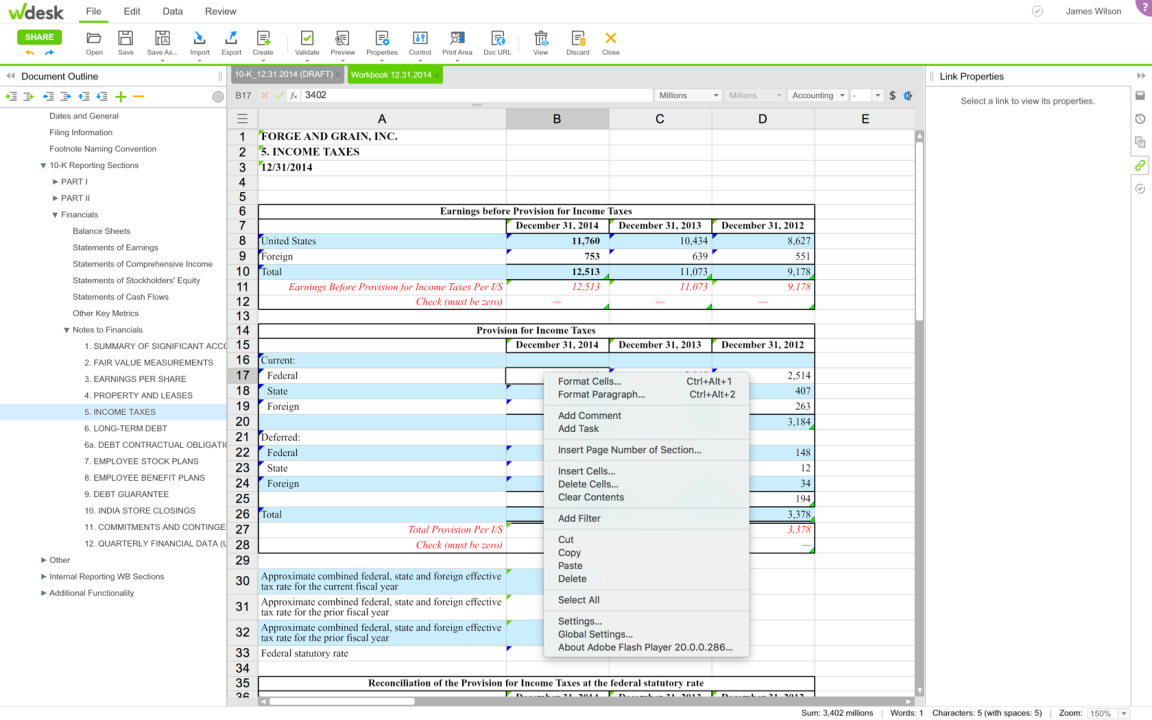 wdesk File Edit Data Review James Wilson ?
SHARE Open Save Save As... Import Export Create Validate Preview Properties Control Print Area Doc URL View Discard Close
Document Outline
10-K_12.31.2014 (DRAFT) × Workbook 12.31.2014 ×
Link Properties
B17 fx 3402 Millions Millions Accounting - $
Select a link to view its properties.
Dates and General
Filing Information
Footnote Naming Convention
10-K Reporting Sections
PART I
PART II
Financials
Balance Sheets
Statements of Earnings
Statements of Comprehensive Income
Statements of Stockholders' Equity
Statements of Cash Flows
Other Key Metrics
Notes to Financials
1. SUMMARY OF SIGNIFICANT ACCO
2. FAIR VALUE MEASUREMENTS
3. EARNINGS PER SHARE
4. PROPERTY AND LEASES
5. INCOME TAXES
6. LONG-TERM DEBT
6a. DEBT CONTRACTUAL OBLIGATI
7. EMPLOYEE STOCK PLANS
8. EMPLOYEE BENEFIT PLANS
9. DEBT GUARANTEE
10. INDIA STORE CLOSINGS
11. COMMITMENTS AND CONTINGE
12. QUARTERLY FINANCIAL DATA (U
Other
Internal Reporting WB Sections
Additional Functionality
A B C D E
1 FORGE AND GRAIN, INC.
2 5. INCOME TAXES
3 12/31/2014
4
5
6 Earnings before Provision for Income Taxes
7 December 31, 2014 December 31, 2013 December 31, 2012
8 United States 11,760 10,434 8,627
9 Foreign 753 639 551
10 Total 12,513 11,073 9,178
11 Earnings Before Provision for Income Taxes Per I/S 12,513 11,073 9,178
12 Check (must be zero) — — —
13
14 Provision for Income Taxes
15 December 31, 2014 December 31, 2013 December 31, 2012
16 Current:
17 Federal 2,514
18 State 407
19 Foreign 263
20 3,184
21 Deferred:
22 Federal 148
23 State 12
24 Foreign 34
25 194
26 Total 3,378
27 Total Provision Per I/S 3,378
28 Check (must be zero) —
29
30 Approximate combined federal, state and foreign effective
tax rate for the current fiscal year
31 Approximate combined federal, state and foreign effective
tax rate for the prior fiscal year
32 Approximate combined federal, state and foreign effective
tax rate for the prior fiscal year
33 Federal statutory rate
34
35 Reconciliation of the Provision for Income Taxes at the federal statutory rate
36 December 31, 2014 December 31, 2013 December 31, 2012
Format Cells... Ctrl+Alt+1
Format Paragraph... Ctrl+Alt+2
Add Comment
Add Task
Insert Page Number of Section...
Insert Cells...
Delete Cells...
Clear Contents
Add Filter
Cut
Copy
Paste
Delete
Select All
Settings...
Global Settings...
About Adobe Flash Player 20.0.0.286...
Sum: 3,402 millions Words: 1 Characters: 5 (with spaces: 5) Zoom: 150%